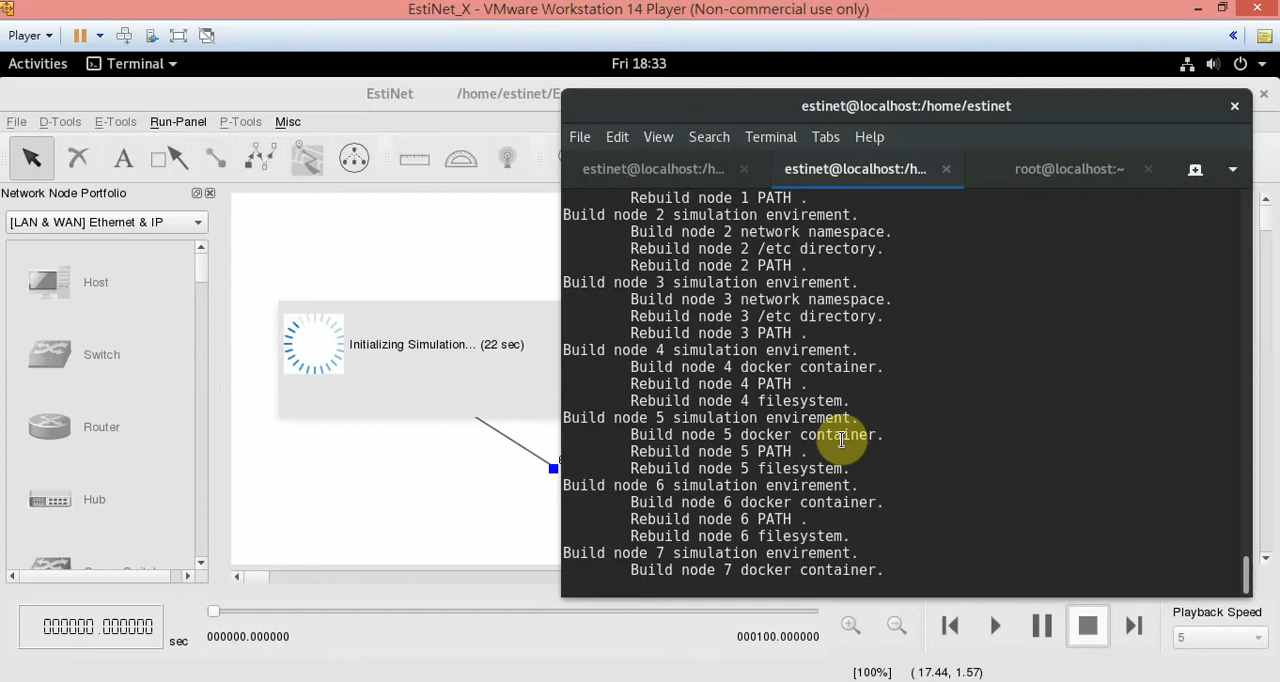 EstiNet_X - VMware Workstation 14 Player (Non-commercial use only)
Player
Activities Terminal Fri 18:33
EstiNet /home/estinet/E
estinet@localhost:/home/estinet
File D-Tools E-Tools Run-Panel P-Tools Misc
File Edit View Search Terminal Tabs Help
estinet@localhost:/h... estinet@localhost:/h... root@localhost:~
Network Node Portfolio
[LAN & WAN] Ethernet & IP
Host
Switch
Router
Hub
Initializing Simulation... (22 sec)
Rebuild node 1 PATH .
Build node 2 simulation envirement.
Build node 2 network namespace.
Rebuild node 2 /etc directory.
Rebuild node 2 PATH .
Build node 3 simulation envirement.
Build node 3 network namespace.
Rebuild node 3 /etc directory.
Rebuild node 3 PATH .
Build node 4 simulation envirement.
Build node 4 docker container.
Rebuild node 4 PATH .
Rebuild node 4 filesystem.
Build node 5 simulation envirement.
Build node 5 docker container.
Rebuild node 5 PATH .
Rebuild node 5 filesystem.
Build node 6 simulation envirement.
Build node 6 docker container.
Rebuild node 6 PATH .
Rebuild node 6 filesystem.
Build node 7 simulation envirement.
Build node 7 docker container.
000000.000000 sec
000000.000000 000100.000000
Playback Speed
5
[100%] ( 17.44, 1.57)